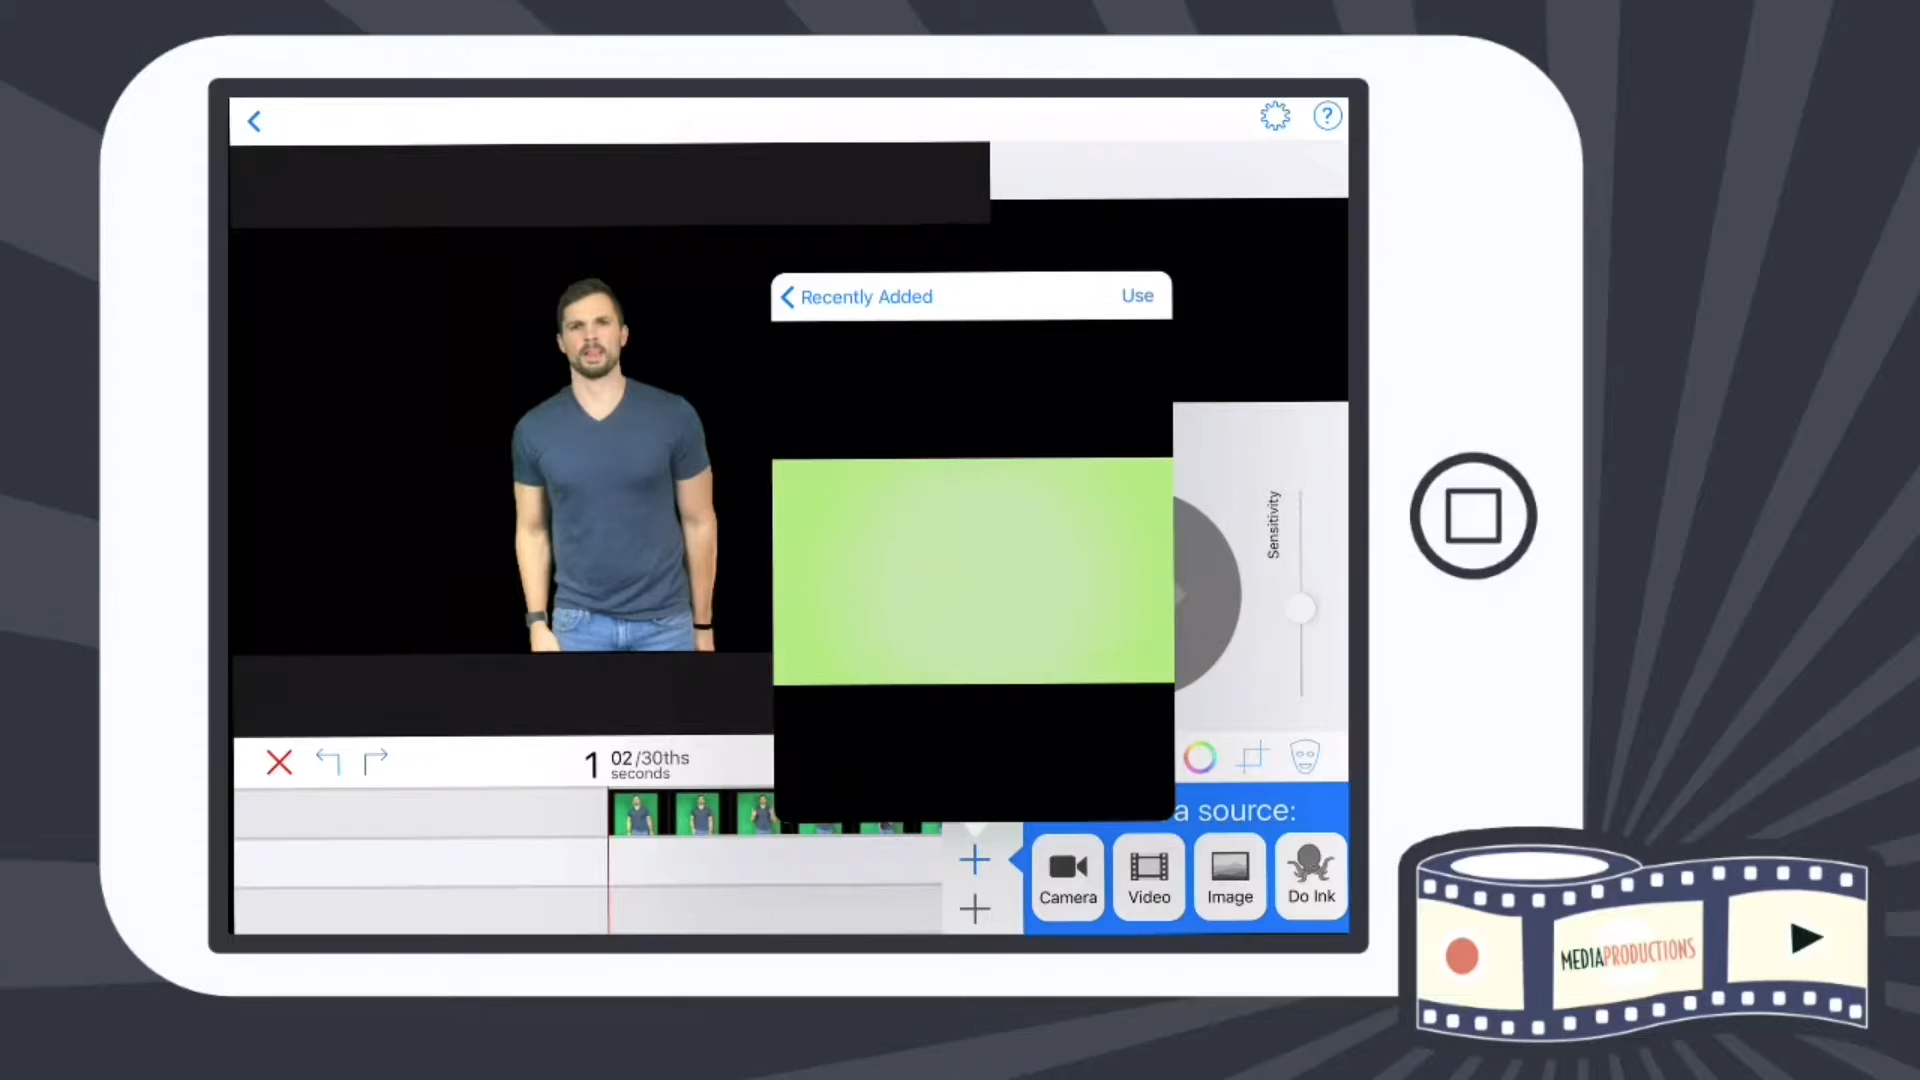 ?
Recently Added
Use
Sensitivity
1 02/30ths
seconds
a source:
Camera
Video
Image
Do Ink
MEDIAPRODUCTIONS